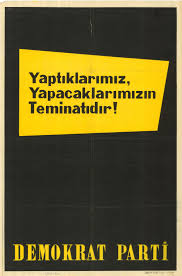 Yaptıklarımız,
Yapacaklarımızın
Teminatıdır!
DEMOKRAT PARTİ